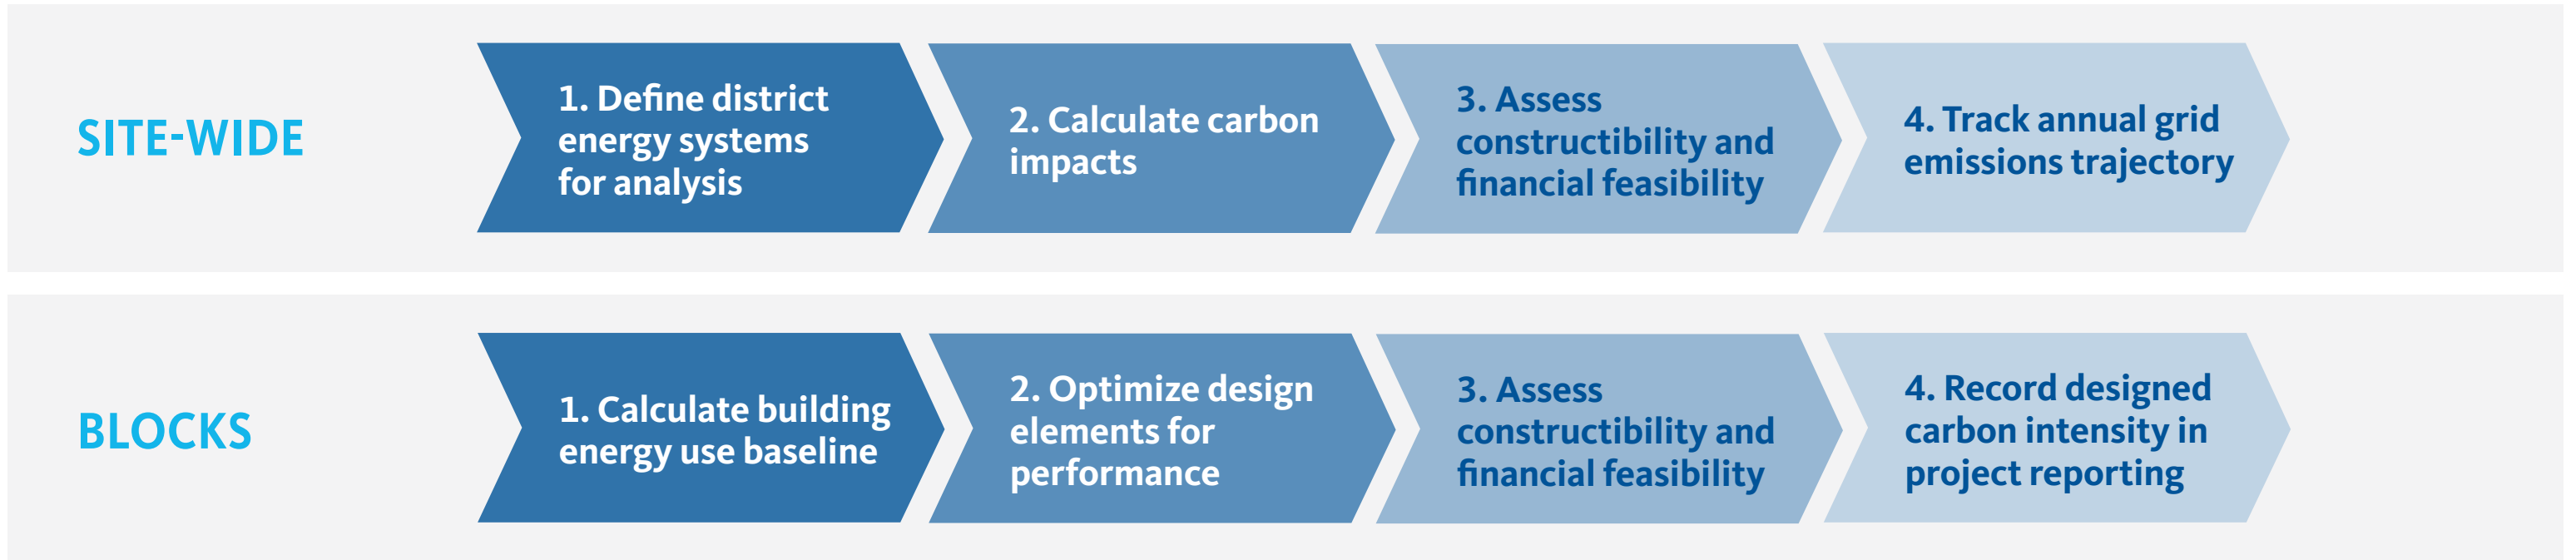 SITE-WIDE
1. Define district
energy systems
for analysis
2. Calculate carbon
impacts
3. Assess
constructibility and
financial feasibility
4. Track annual grid
emissions trajectory
BLOCKS
1. Calculate building
energy use baseline
2. Optimize design
elements for
performance
3. Assess
constructibility and
financial feasibility
4. Record designed
carbon intensity in
project reporting